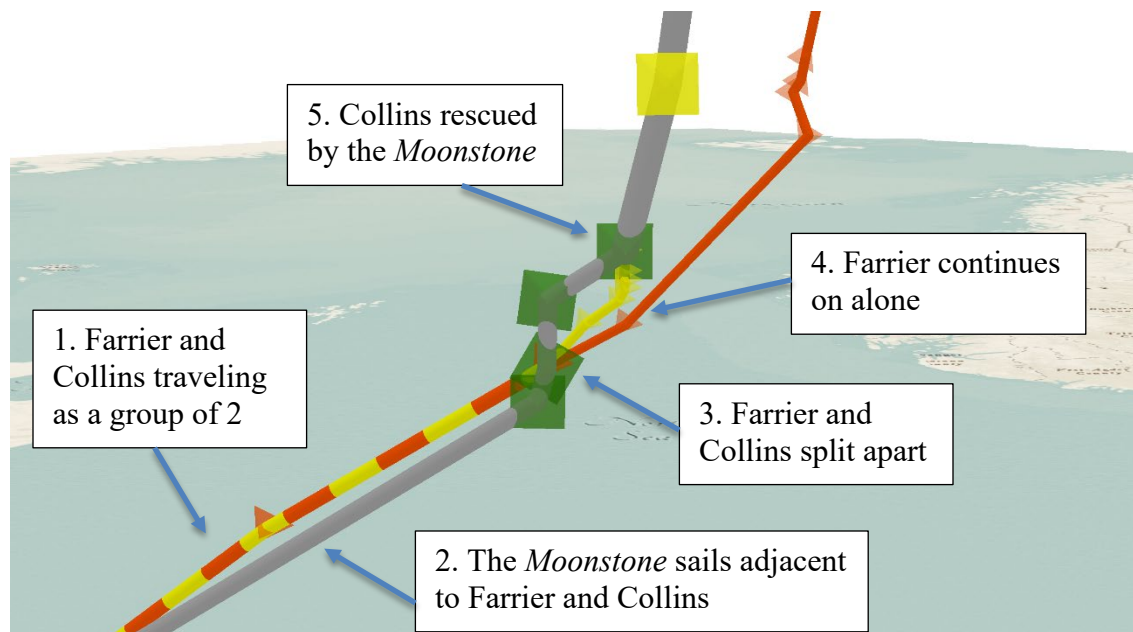 5. Collins rescued
by the Moonstone
4. Farrier continues
on alone
1. Farrier and
Collins traveling
as a group of 2
3. Farrier and
Collins split apart
2. The Moonstone sails adjacent
to Farrier and Collins